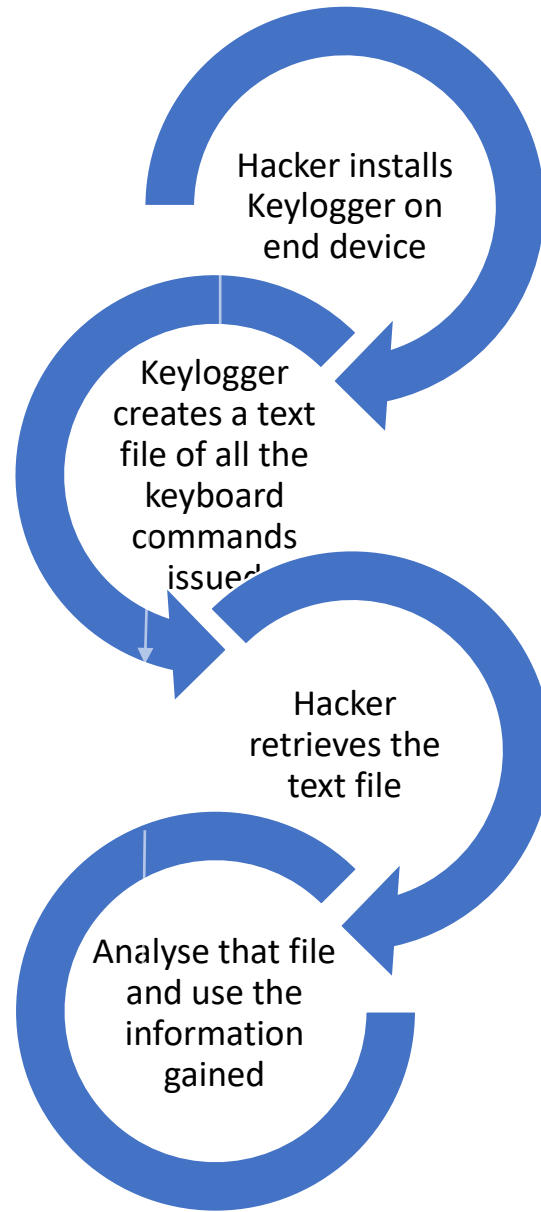 Hacker installs
Keylogger on
end device
Keylogger
creates a text
file of all the
keyboard
commands
issued
Hacker
retrieves the
text file
Analyse that file
and use the
information
gained